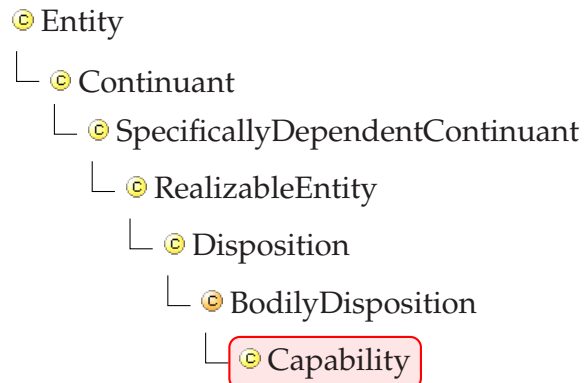 C Entity
C Continuant
C SpecificallyDependentContinuant
C RealizableEntity
C Disposition
C BodilyDisposition
C Capability